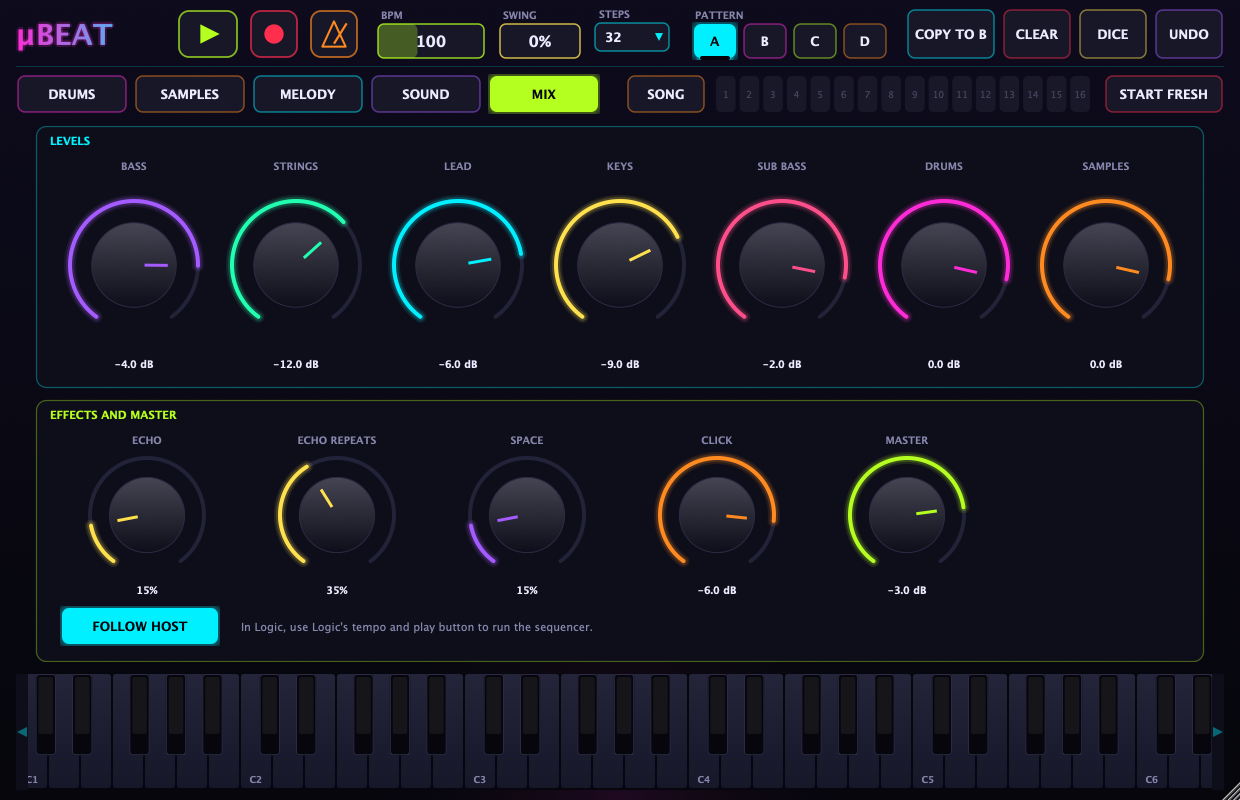 µBEAT
BPM
100
SWING
0%
STEPS
32
PATTERN
A B C D
COPY TO B
CLEAR
DICE
UNDO
DRUMS
SAMPLES
MELODY
SOUND
MIX
SONG
1 2 3 4 5 6 7 8 9 10 11 12 13 14 15 16
START FRESH
LEVELS
BASS STRINGS LEAD KEYS SUB BASS DRUMS SAMPLES
-4.0 dB -12.0 dB -6.0 dB -9.0 dB -2.0 dB 0.0 dB 0.0 dB
EFFECTS AND MASTER
ECHO ECHO REPEATS SPACE CLICK MASTER
15% 35% 15% -6.0 dB -3.0 dB
FOLLOW HOST
In Logic, use Logic's tempo and play button to run the sequencer.
C1 C2 C3 C4 C5 C6